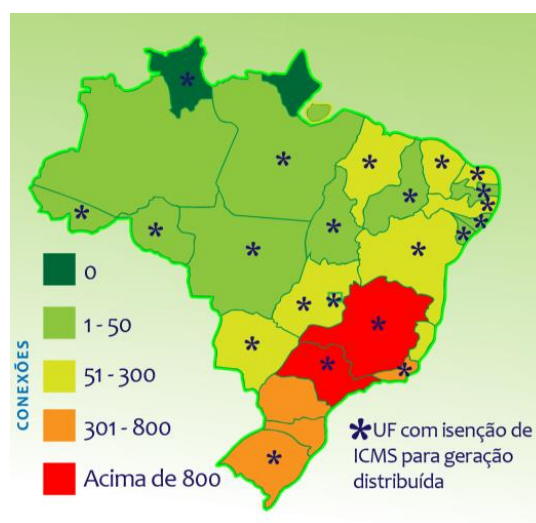 CONEXÕES
0
1 - 50
51 - 300
301 - 800
Acima de 800
*UF com isenção de
ICMS para geração
distribuída